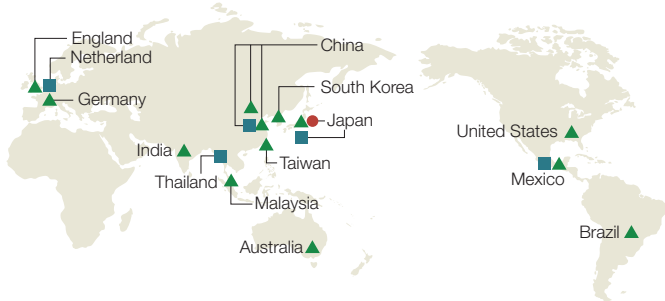 England
Netherland
Germany
China
South Korea
Japan
India
Taiwan
Thailand
Malaysia
Australia
United States
Mexico
Brazil